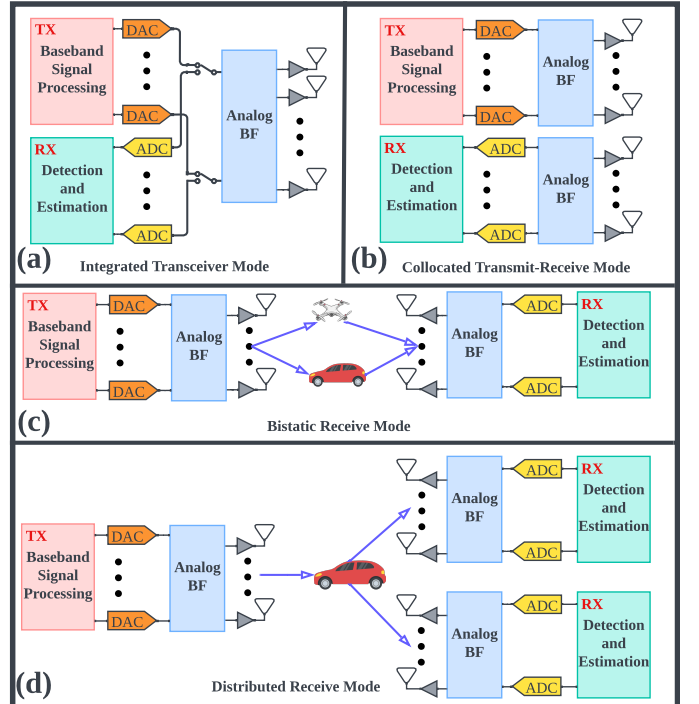 TX
Baseband
Signal
Processing
DAC
DAC
RX
Detection
and
Estimation
ADC
ADC
Analog
BF
(a)
Integrated Transceiver Mode
TX
Baseband
Signal
Processing
DAC
DAC
Analog
BF
RX
Detection
and
Estimation
ADC
ADC
Analog
BF
(b)
Collocated Transmit-Receive Mode
TX
Baseband
Signal
Processing
DAC
DAC
Analog
BF
Analog
BF
ADC
ADC
RX
Detection
and
Estimation
(c)
Bistatic Receive Mode
TX
Baseband
Signal
Processing
DAC
DAC
Analog
BF
Analog
BF
ADC
ADC
RX
Detection
and
Estimation
Analog
BF
ADC
ADC
RX
Detection
and
Estimation
(d)
Distributed Receive Mode